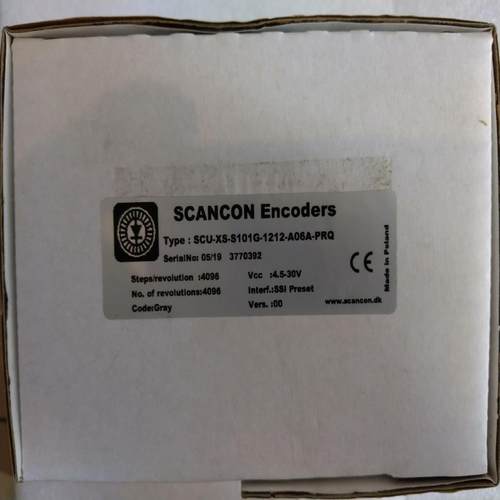 SCANCON Encoders
Type : SCU-XS-S101G-1212-A06A-PRQ
SerialNo: 05/19 3770392
Steps/revolution :4096 Vcc :4.5-30V
No. of revolutions:4096 Interf.:SSI Preset
Code:Gray Vers. :00
CE
www.scancon.dk
Made in Poland